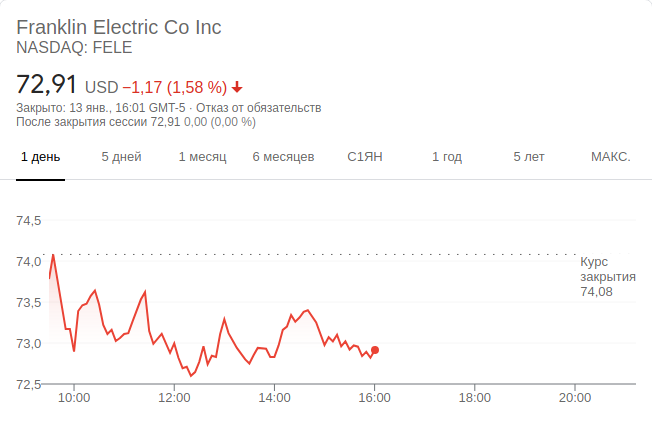 Franklin Electric Co Inc
NASDAQ: FELE
72,91 USD −1,17 (1,58 %)
Закрыто: 13 янв., 16:01 GMT-5 · Отказ от обязательств
После закрытия сессии 72,91 0,00 (0,00 %)
1 день 5 дней 1 месяц 6 месяцев С1ЯН 1 год 5 лет МАКС.
74,5
74,0
Курс
закрытия
74,08
73,5
73,0
72,5
10:00 12:00 14:00 16:00 18:00 20:00